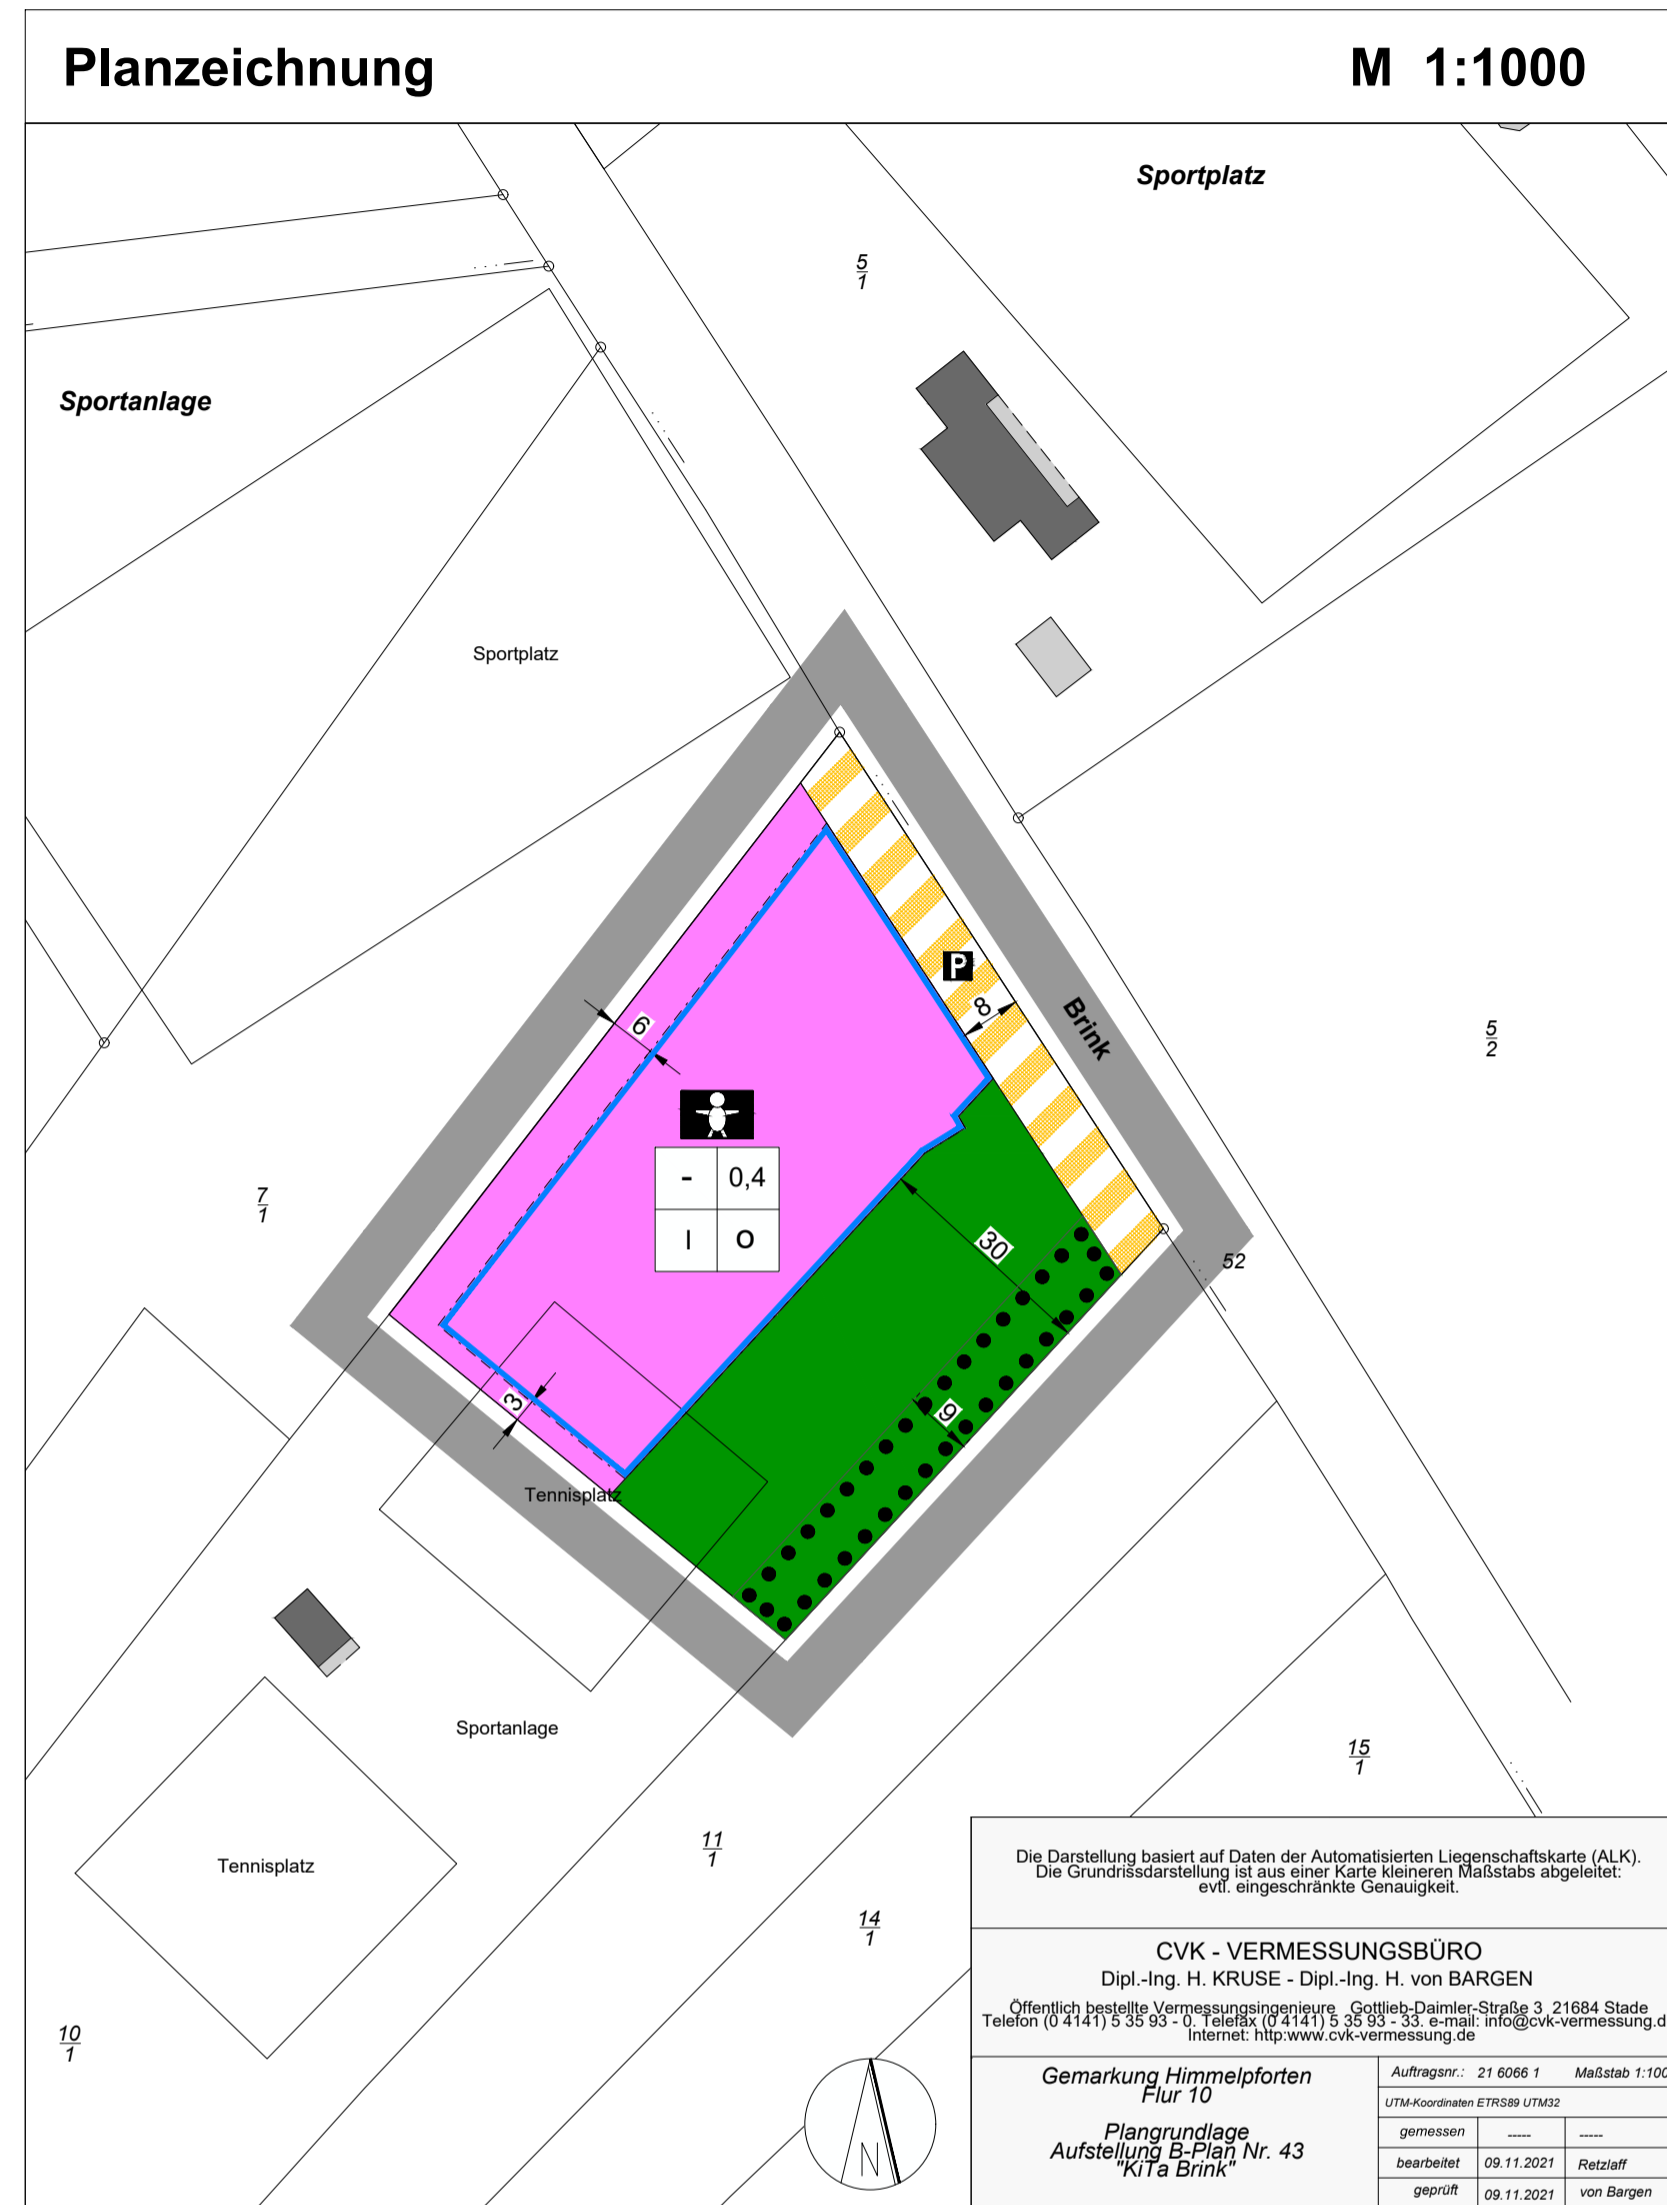 Planzeichnung M 1:1000
Sportplatz
5
1
Sportanlage
Sportplatz
P
8
Brink
6
5
2
- 0,4
I o
7
1
30
52
3
9
Tennisplatz
Sportanlage
15
1
11
1
Tennisplatz
14
1
10
1
N
Die Darstellung basiert auf Daten der Automatisierten Liegenschaftskarte (ALK).
Die Grundrissdarstellung ist aus einer Karte kleineren Maßstabs abgeleitet:
evtl. eingeschränkte Genauigkeit.
CVK - VERMESSUNGSBÜRO
Dipl.-Ing. H. KRUSE - Dipl.-Ing. H. von BARGEN
Öffentlich bestellte Vermessungsingenieure Gottlieb-Daimler-Straße 3 21684 Stade
Telefon (0 4141) 5 35 93 - 0. Telefax (0 4141) 5 35 93 - 33. e-mail: info@cvk-vermessung.d
Internet: http:www.cvk-vermessung.de
Gemarkung Himmelpforten
Flur 10
Plangrundlage
Aufstellung B-Plan Nr. 43
"KiTa Brink"
Auftragsnr.: 21 6066 1 Maßstab 1:100
UTM-Koordinaten ETRS89 UTM32
gemessen ----- -----
bearbeitet 09.11.2021 Retzlaff
geprüft 09.11.2021 von Bargen